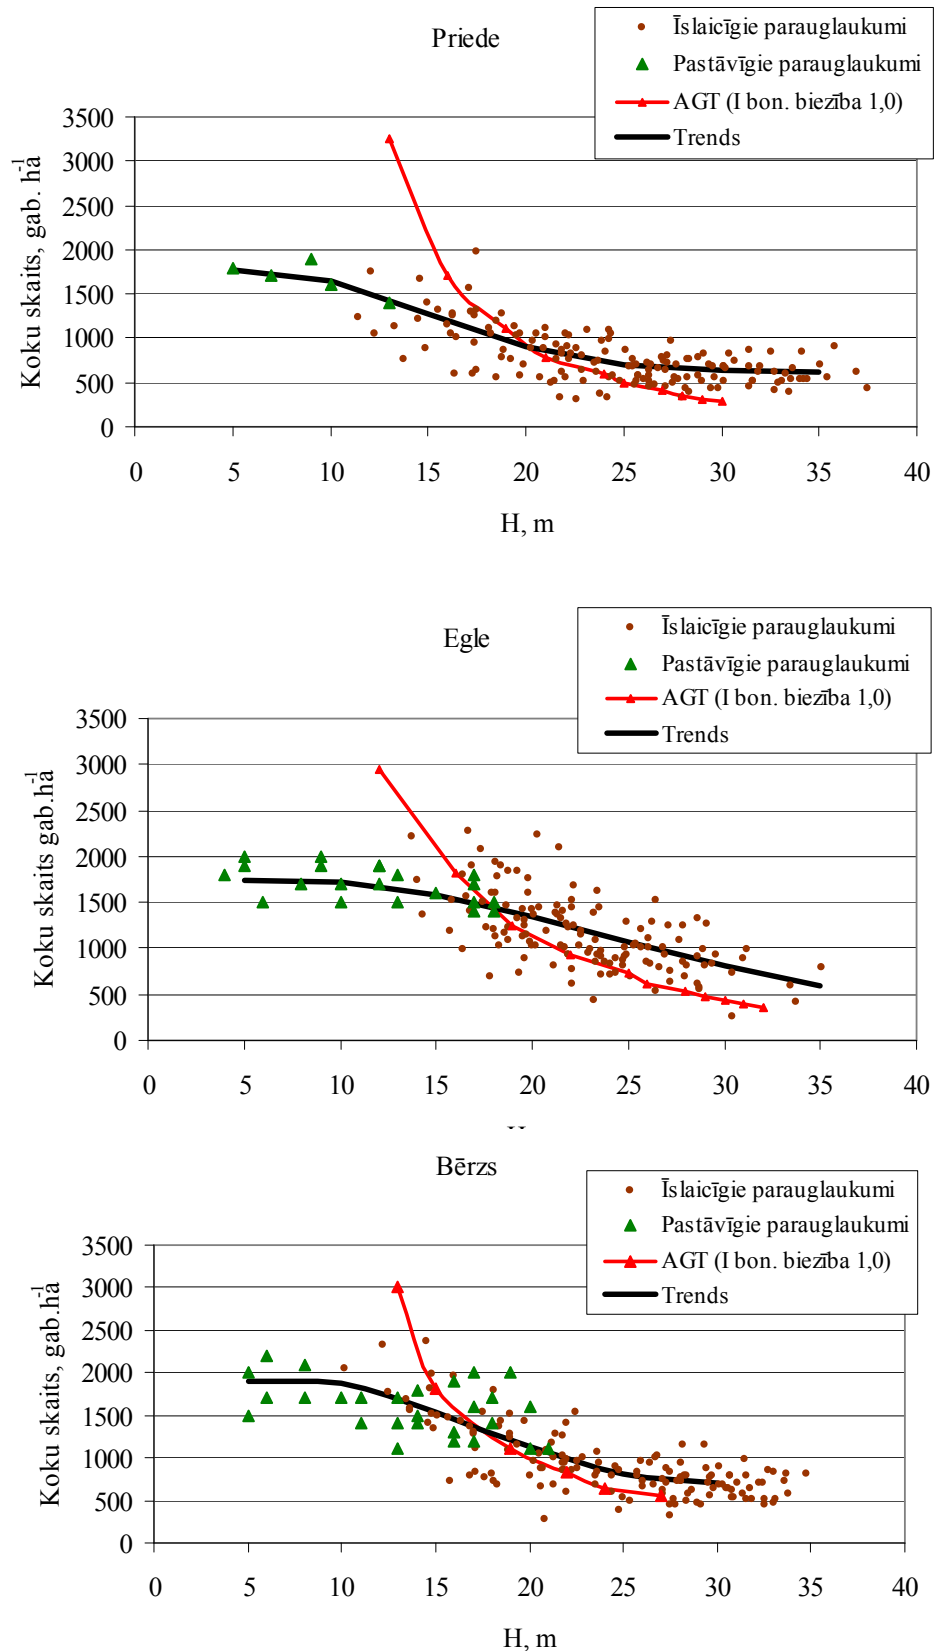 Priede
Īslaicīgie parauglaukumi
Pastāvīgie parauglaukumi
AGT (I bon. biezība 1,0)
Trends
Koku skaits, gab. ha-1
3500
3000
2500
2000
1500
1000
500
0
0 5 10 15 20 25 30 35 40
H, m
Egle
Īslaicīgie parauglaukumi
Pastāvīgie parauglaukumi
AGT (I bon. biezība 1,0)
Trends
Koku skaits gab.ha-1
3500
3000
2500
2000
1500
1000
500
0
0 5 10 15 20 25 30 35 40
Bērzs
Īslaicīgie parauglaukumi
Pastāvīgie parauglaukumi
AGT (I bon. biezība 1,0)
Trends
Koku skaits, gab.ha-1
3500
3000
2500
2000
1500
1000
500
0
0 5 10 15 20 25 30 35 40
H, m